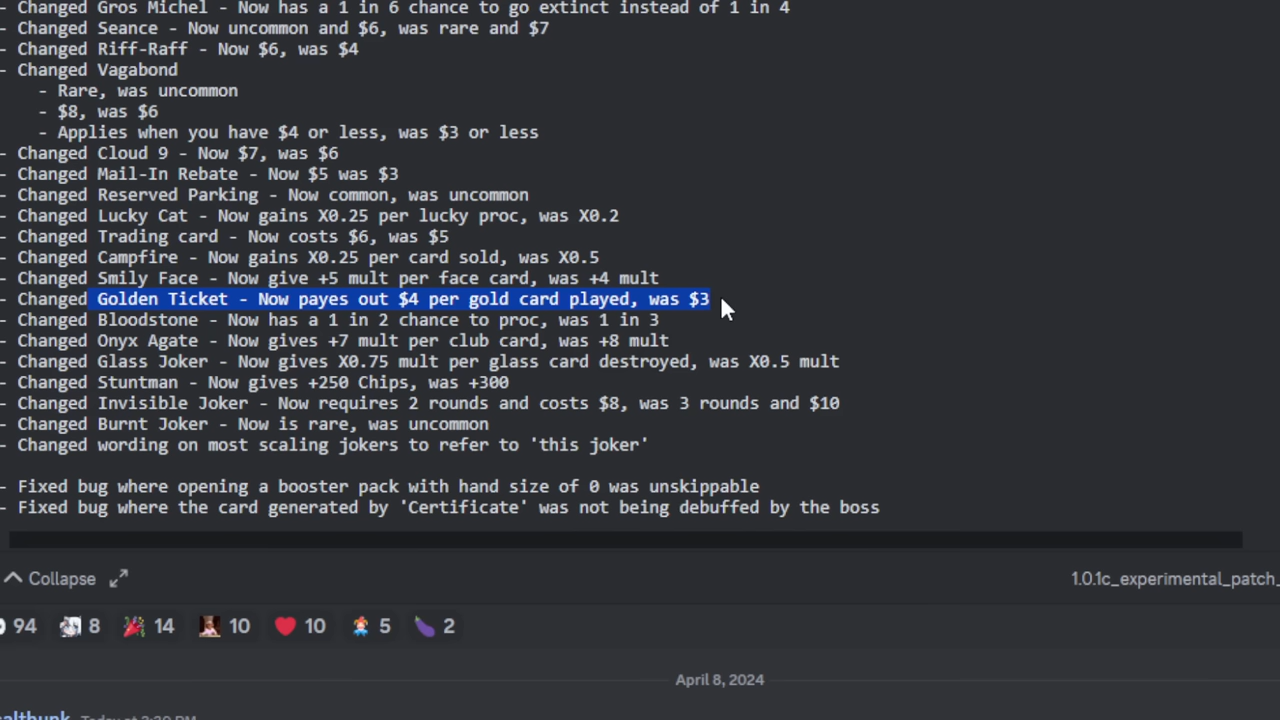 - Changed Gros Michel - Now has a 1 in 6 chance to go extinct instead of 1 in 4
- Changed Seance - Now uncommon and $6, was rare and $7
- Changed Riff-Raff - Now $6, was $4
- Changed Vagabond
- Rare, was uncommon
- $8, was $6
- Applies when you have $4 or less, was $3 or less
- Changed Cloud 9 - Now $7, was $6
- Changed Mail-In Rebate - Now $5 was $3
- Changed Reserved Parking - Now common, was uncommon
- Changed Lucky Cat - Now gains X0.25 per lucky proc, was X0.2
- Changed Trading card - Now costs $6, was $5
- Changed Campfire - Now gains X0.25 per card sold, was X0.5
- Changed Smily Face - Now give +5 mult per face card, was +4 mult
- Changed Golden Ticket - Now payes out $4 per gold card played, was $3
- Changed Bloodstone - Now has a 1 in 2 chance to proc, was 1 in 3
- Changed Onyx Agate - Now gives +7 mult per club card, was +8 mult
- Changed Glass Joker - Now gives X0.75 mult per glass card destroyed, was X0.5 mult
- Changed Stuntman - Now gives +250 Chips, was +300
- Changed Invisible Joker - Now requires 2 rounds and costs $8, was 3 rounds and $10
- Changed Burnt Joker - Now is rare, was uncommon
- Changed wording on most scaling jokers to refer to 'this joker'
- Fixed bug where opening a booster pack with hand size of 0 was unskippable
- Fixed bug where the card generated by 'Certificate' was not being debuffed by the boss
Collapse 1.0.1c_experimental_patch_
94 8 14 10 10 5 2
April 8, 2024